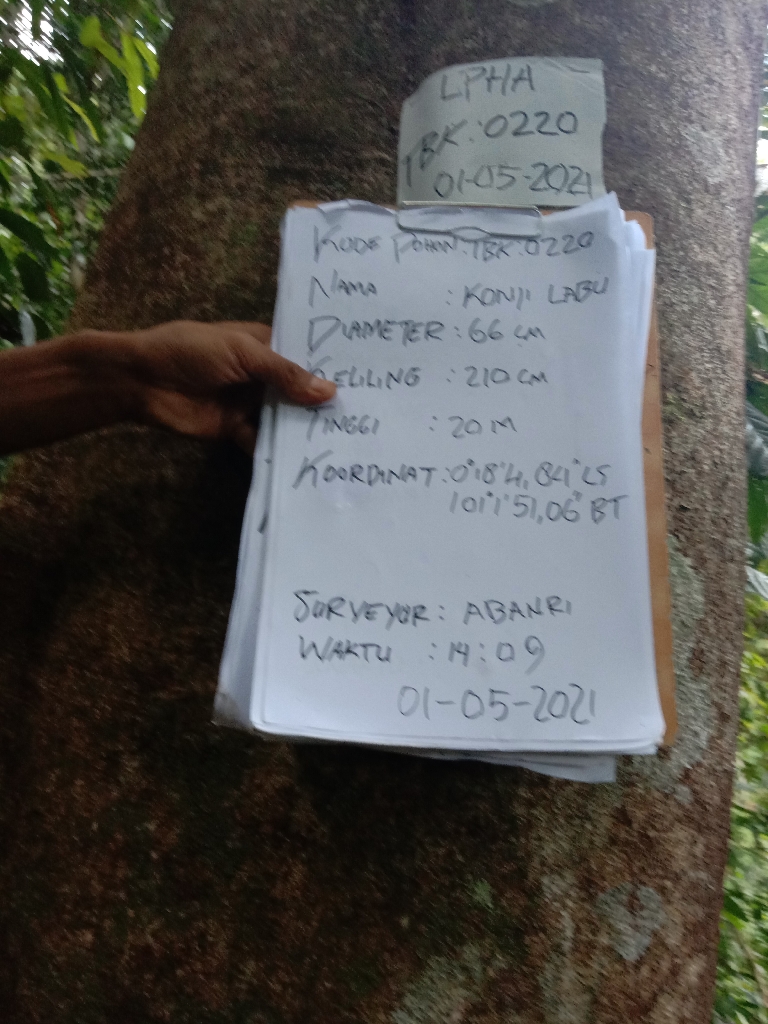 LPHA
TBK:0220
01-05-2021
KODE POHON:TBK:0220
NAMA : KONJI LABU
DIAMETER : 66 CM
KELILING : 210 CM
TINGGI : 20 M
KOORDINAT:0°18'4,84" LS
101°1'51,06" BT
SURVEYOR: ABANRI
WAKTU : 14:09
01-05-2021